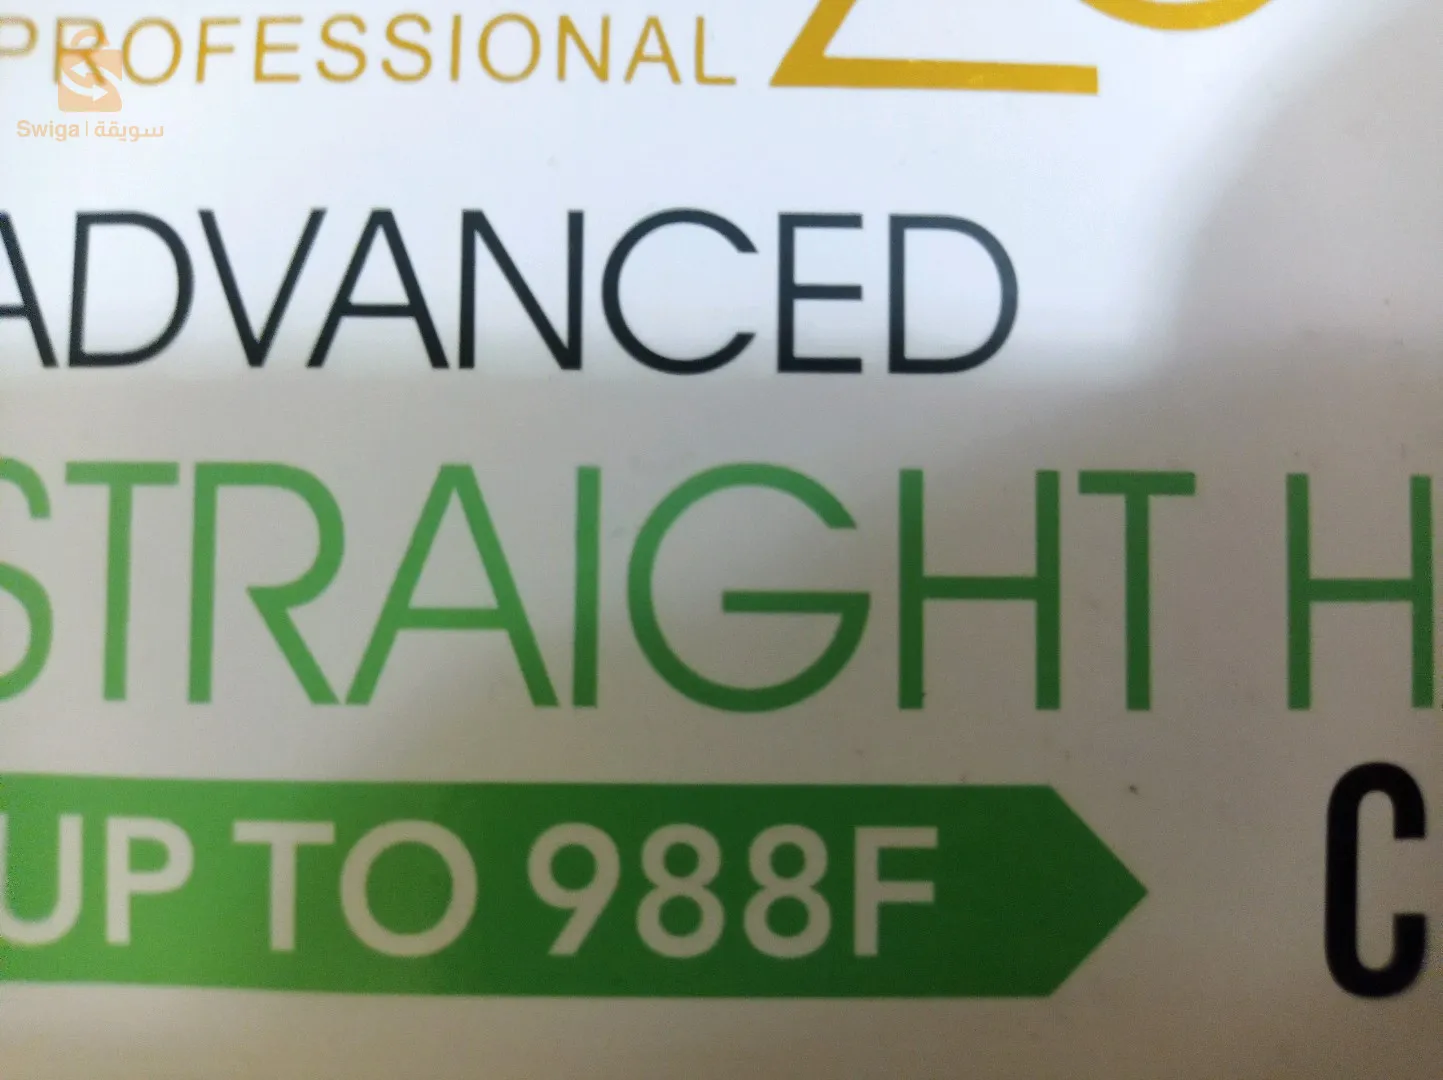 PROFESSIONAL
Swiga | سويقة
ADVANCED
STRAIGHT H
UP TO 988F
C